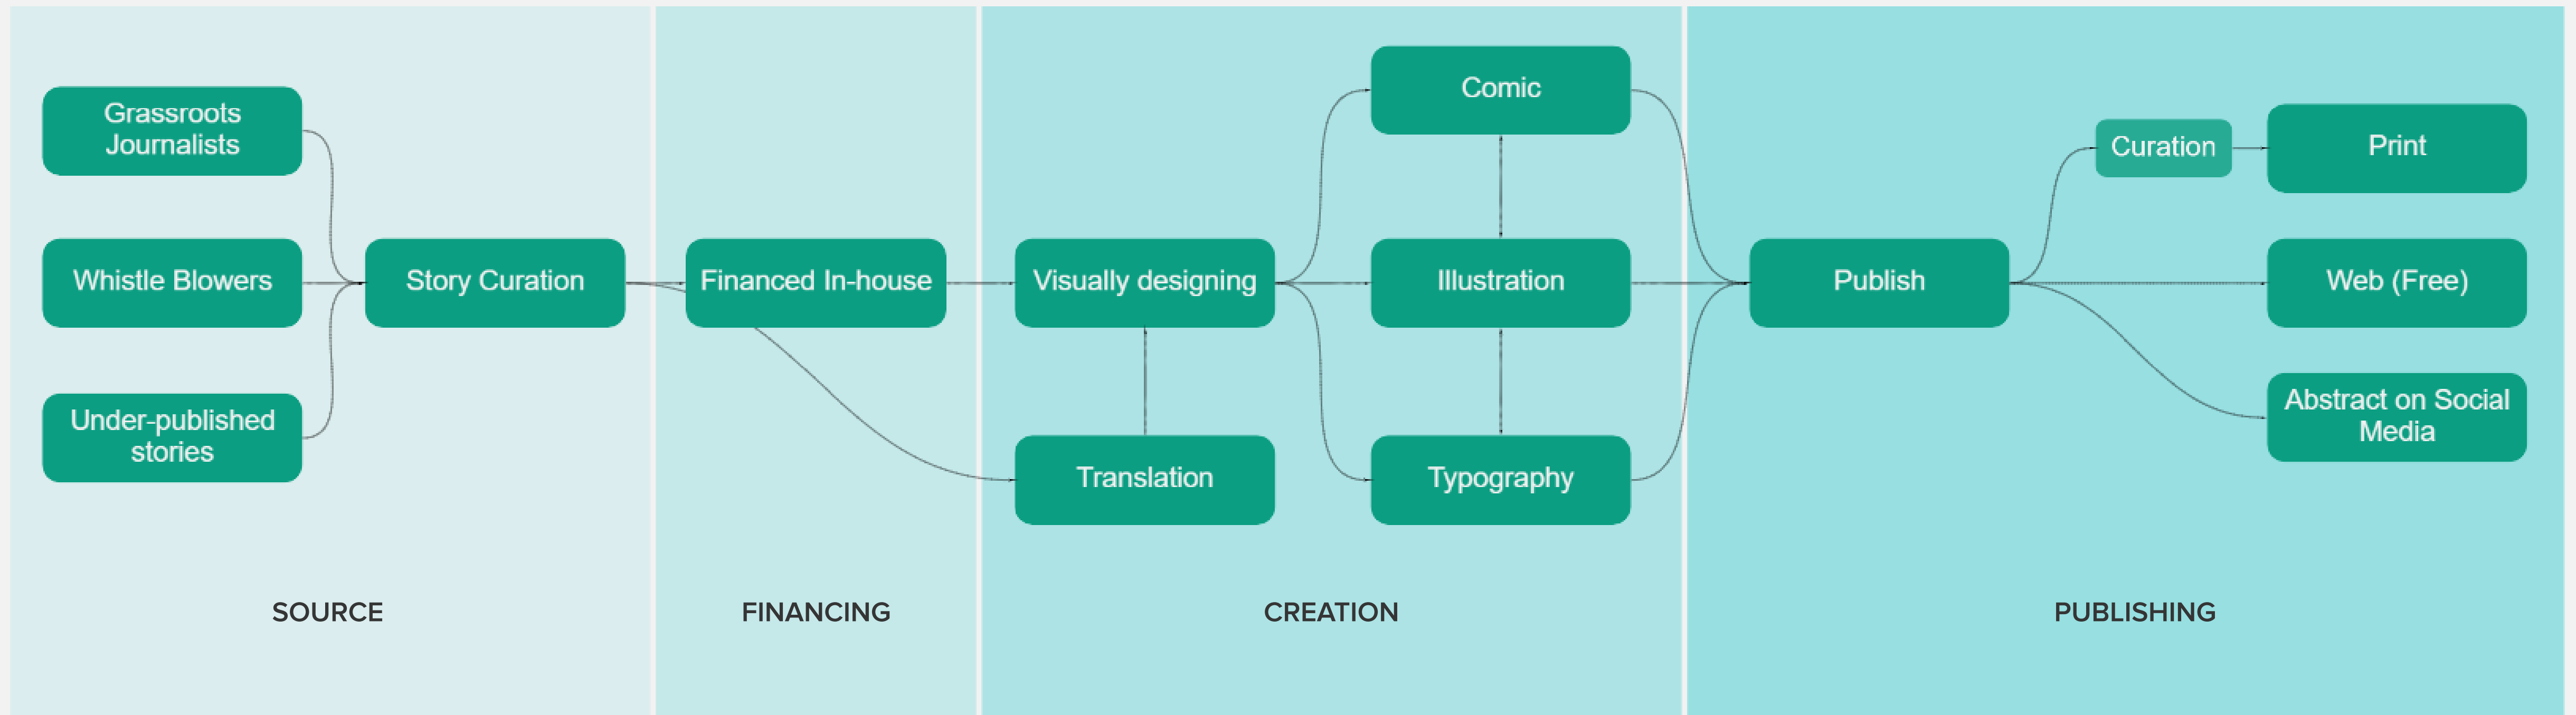 Grassroots
Journalists
Whistle Blowers
Under-published
stories
Story Curation
SOURCE
Financed In-house
FINANCING
Visually designing
Translation
Comic
Illustration
Typography
CREATION
Publish
Curation
Print
Web (Free)
Abstract on Social
Media
PUBLISHING